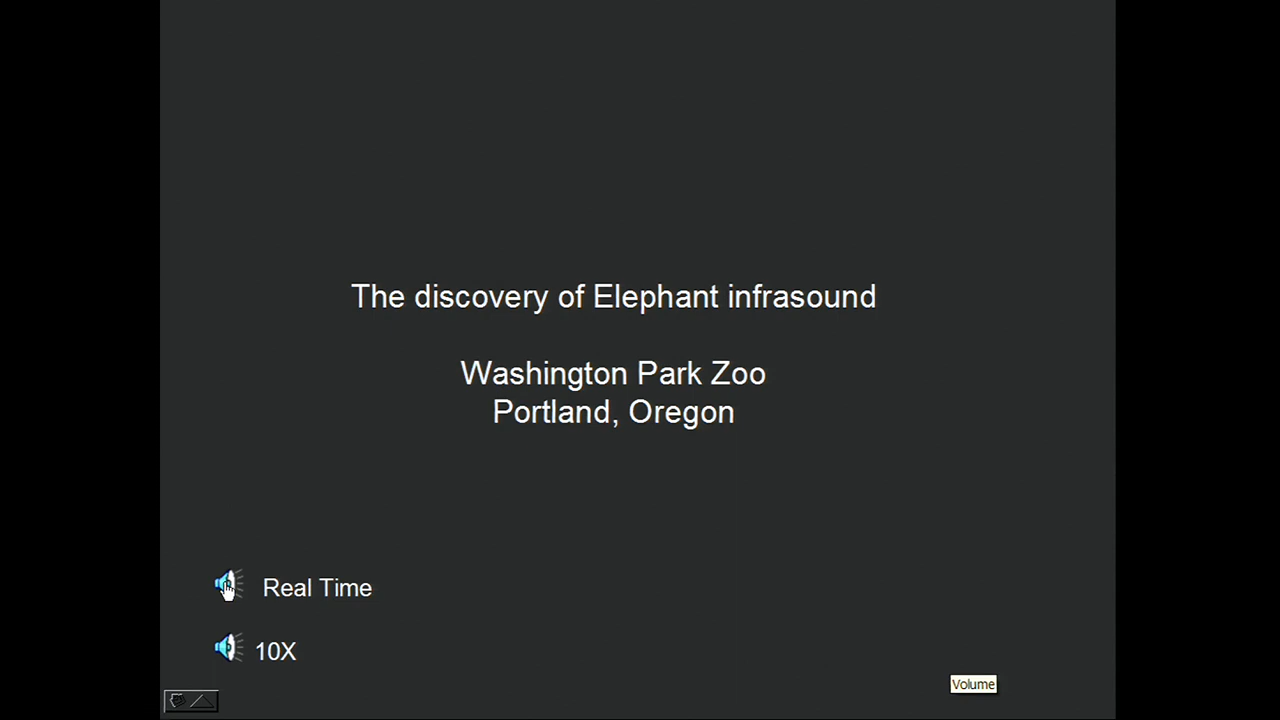 The discovery of Elephant infrasound
Washington Park Zoo
Portland, Oregon
Real Time
10X
Volume